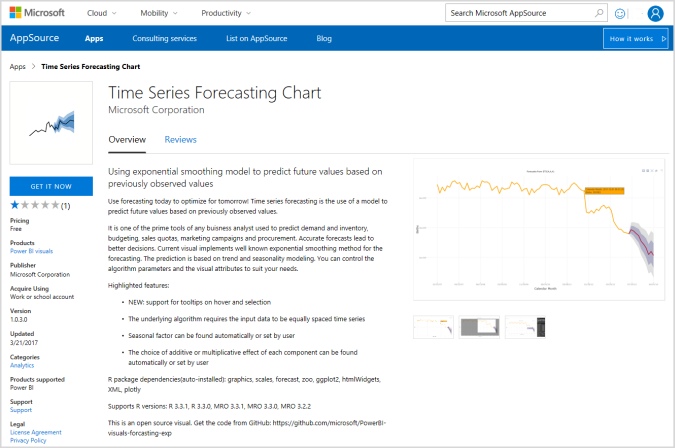 Microsoft Cloud Mobility Productivity Search Microsoft AppSource
AppSource Apps Consulting services List on AppSource Blog How it works
Apps > Time Series Forecasting Chart
Time Series Forecasting Chart
Microsoft Corporation
Overview Reviews
GET IT NOW
(1)
Pricing
Free
Products
Power BI visuals
Publisher
Microsoft Corporation
Acquire Using
Work or school account
Version
1.0.3.0
Updated
3/21/2017
Categories
Analytics
Products supported
Power BI
Support
Support
Legal
License Agreement
Privacy Policy
Using exponential smoothing model to predict future values based on
previously observed values
Use forecasting today to optimize for tomorrow! Time series forecasting is the use of a model to
predict future values based on previously observed values.
It is one of the prime tools of any business analyst used to predict demand and inventory,
budgeting, sales quotas, marketing campaigns and procurement. Accurate forecasts lead to
better decisions. Current visual implements well known exponential smoothing method for the
forecasting. The prediction is based on trend and seasonality modeling. You can control the
algorithm parameters and the visual attributes to suit your needs.
Highlighted features:
• NEW: support for tooltips on hover and selection
• The underlying algorithm requires the input data to be equally spaced time series
• Seasonal factor can be found automatically or set by user
• The choice of additive or multiplicative effect of each component can be found
automatically or set by user
R package dependencies(auto-installed): graphics, scales, forecast, zoo, ggplot2, htmlWidgets,
XML, plotly
Supports R versions: R 3.3.1, R 3.3.0, MRO 3.3.1, MRO 3.3.0, MRO 3.2.2
This is an open source visual. Get the code from GitHub: https://github.com/microsoft/PowerBI-
visuals-forcasting-exp
Calendar Month